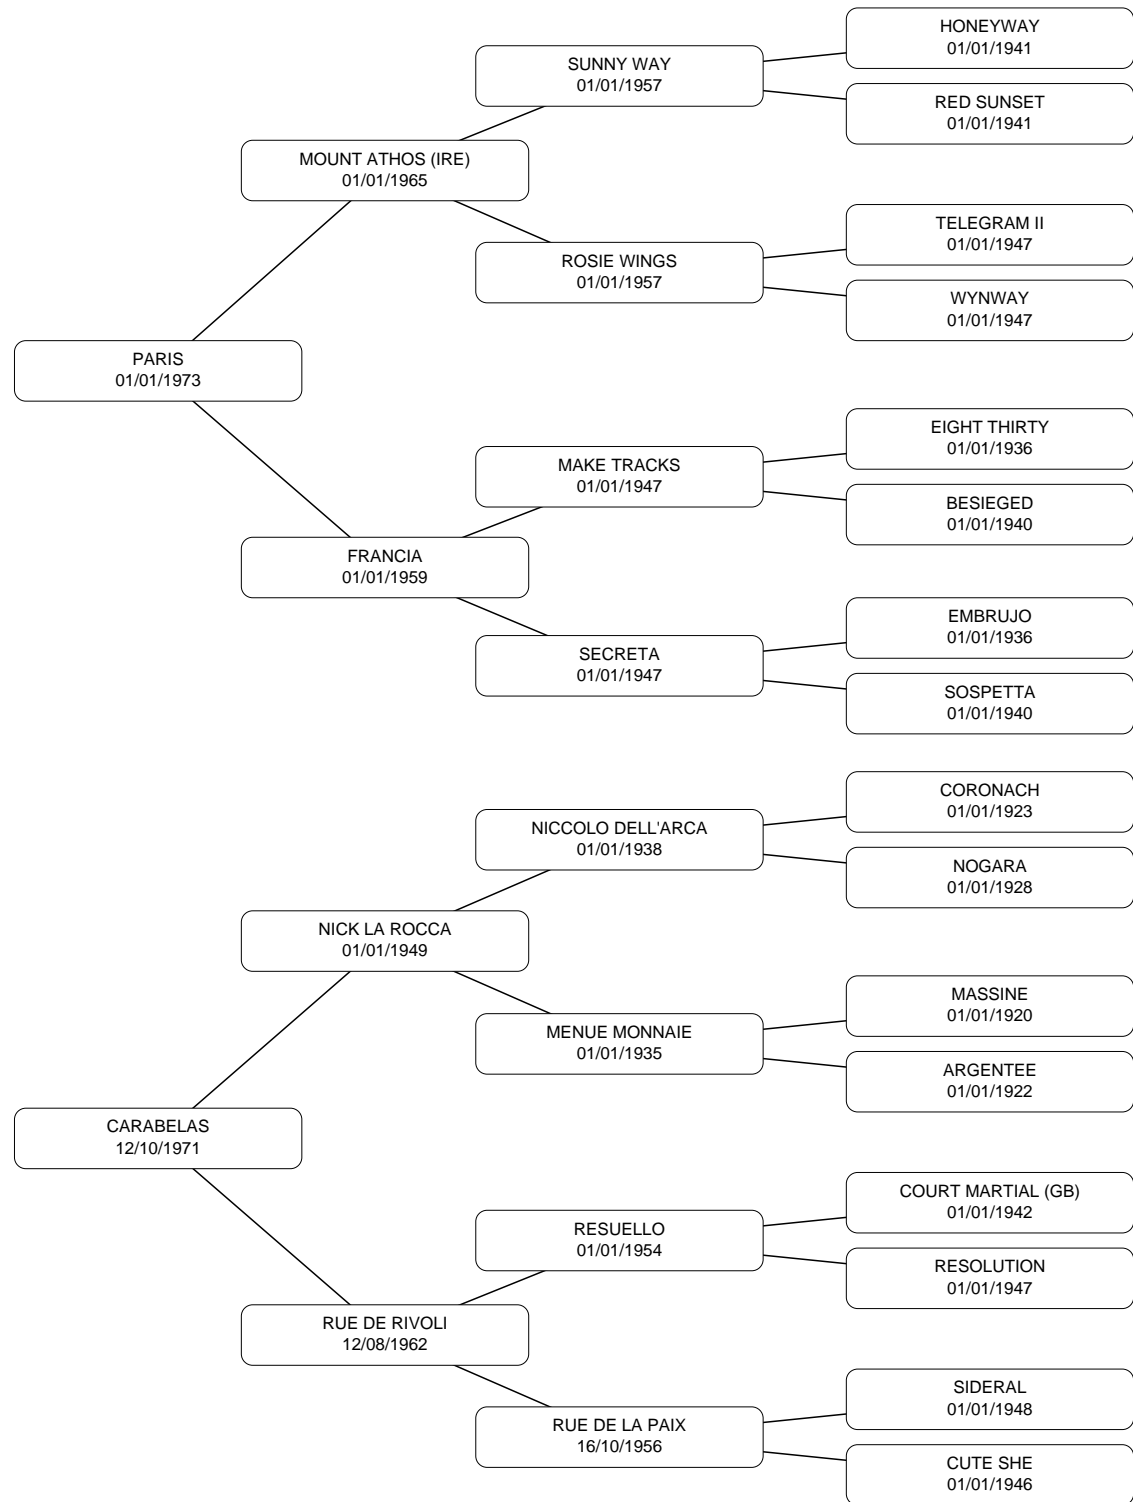 HONEYWAY
01/01/1941
SUNNY WAY
01/01/1957
RED SUNSET
01/01/1941
MOUNT ATHOS (IRE)
01/01/1965
TELEGRAM II
01/01/1947
ROSIE WINGS
01/01/1957
WYNWAY
01/01/1947
PARIS
01/01/1973
EIGHT THIRTY
01/01/1936
MAKE TRACKS
01/01/1947
BESIEGED
01/01/1940
FRANCIA
01/01/1959
EMBRUJO
01/01/1936
SECRETA
01/01/1947
SOSPETTA
01/01/1940
CORONACH
01/01/1923
NICCOLO DELL'ARCA
01/01/1938
NOGARA
01/01/1928
NICK LA ROCCA
01/01/1949
MASSINE
01/01/1920
MENUE MONNAIE
01/01/1935
ARGENTEE
01/01/1922
CARABELAS
12/10/1971
COURT MARTIAL (GB)
01/01/1942
RESUELLO
01/01/1954
RESOLUTION
01/01/1947
RUE DE RIVOLI
12/08/1962
SIDERAL
01/01/1948
RUE DE LA PAIX
16/10/1956
CUTE SHE
01/01/1946